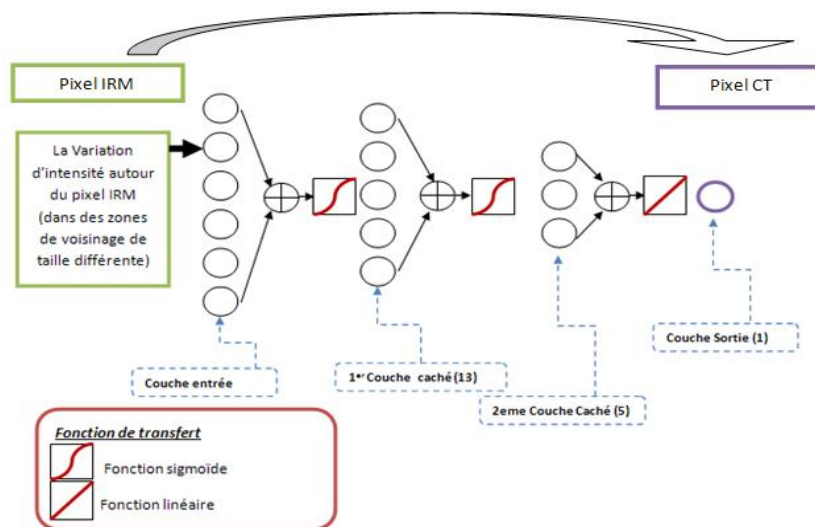 Pixel IRM
Pixel CT
La Variation
d'intensité autour
du pixel IRM
(dans des zones
de voisinage de
taille différente)
Couche entrée
1er Couche caché (13)
2eme Couche Caché (5)
Couche Sortie (1)
Fonction de transfert
Fonction sigmoïde
Fonction linéaire